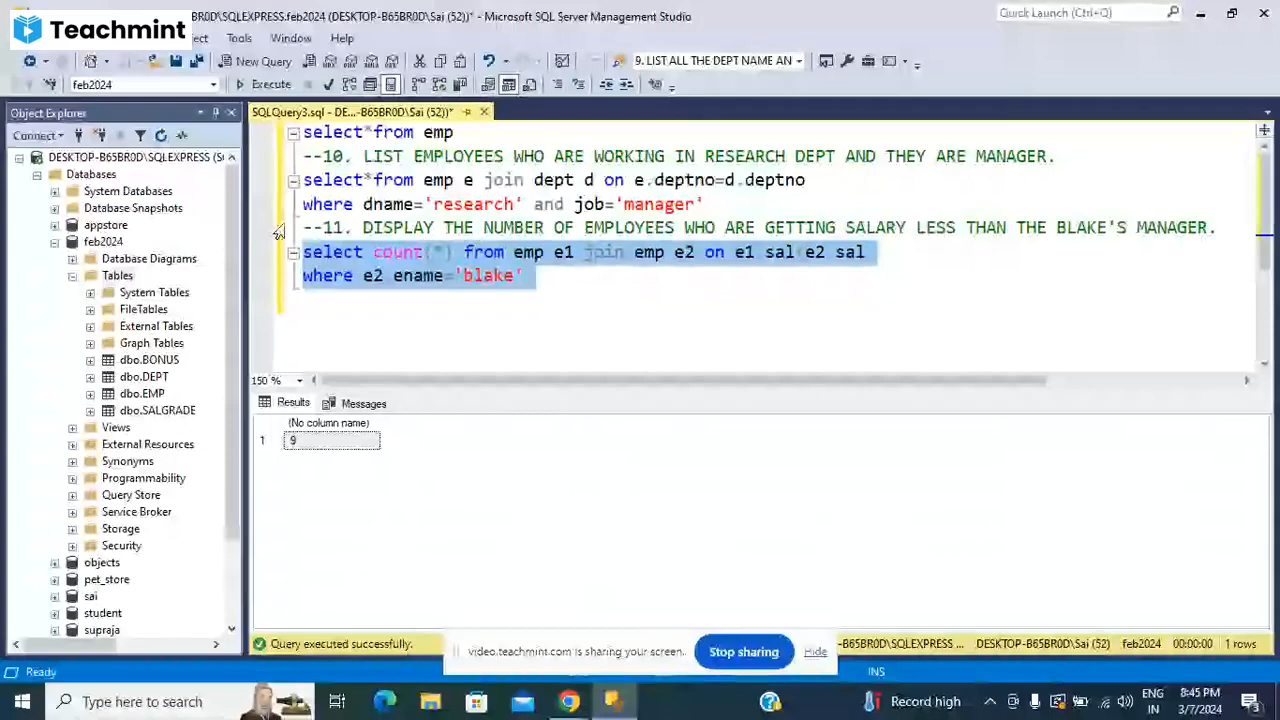 Teachmint
\SQLEXPRESS.feb2024 (DESKTOP-B65BR0D\Sai (52))* - Microsoft SQL Server Management Studio
Quick Launch (Ctrl+Q)
Tools Window Help
New Query
9. LIST ALL THE DEPT NAME AN
feb2024
Execute
Object Explorer
SQLQuery3.sql - DE...-B65BR0D\Sai (52))*
Connect
DESKTOP-B65BR0D\SQLEXPRESS (S
Databases
System Databases
Database Snapshots
appstore
feb2024
Database Diagrams
Tables
System Tables
FileTables
External Tables
Graph Tables
dbo.BONUS
dbo.DEPT
dbo.EMP
dbo.SALGRADE
Views
External Resources
Synonyms
Programmability
Query Store
Service Broker
Storage
Security
objects
pet_store
sai
student
supraja
select*from emp
--10. LIST EMPLOYEES WHO ARE WORKING IN RESEARCH DEPT AND THEY ARE MANAGER.
select*from emp e join dept d on e.deptno=d.deptno
where dname='research' and job='manager'
--11. DISPLAY THE NUMBER OF EMPLOYEES WHO ARE GETTING SALARY LESS THAN THE BLAKE'S MANAGER.
select count(*) from emp e1 join emp e2 on e1 sal e2 sal
where e2 ename='blake'
150 %
Results
Messages
(No column name)
1 9
Query executed successfully.
-B65BR0D\SQLEXPRESS ...
DESKTOP-B65BR0D\Sai (52)
feb2024
00:00:00
1 rows
video.teachmint.com is sharing your screen.
Stop sharing
Hide
Ready
INS
Type here to search
Record high
ENG
IN
8:45 PM
3/7/2024
3